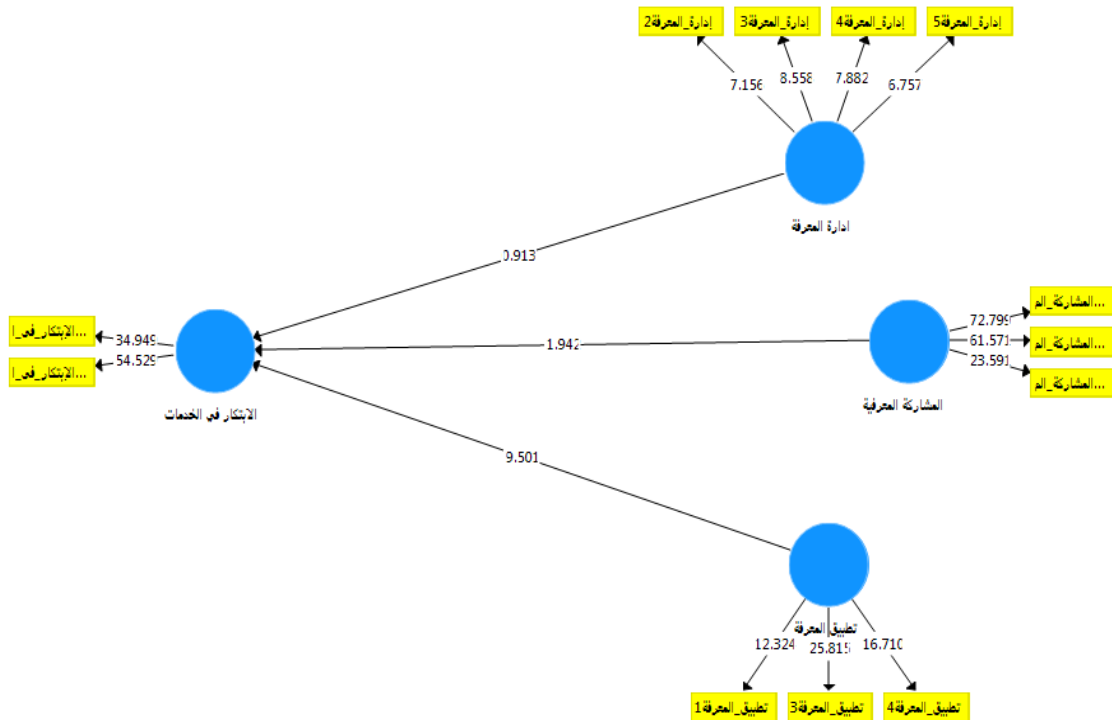 إدارة_المعرفة2
إدارة_المعرفة3
إدارة_المعرفة4
إدارة_المعرفة5
7.156
8.558
7.882
6.757
ادارة المعرفة
0.913
...الإبتكار_في_ا
34.949
...الإبتكار_في_ا
54.529
الابتكار في الخدمات
1.942
72.799
...المشاركة_الم
61.571
...المشاركة_الم
23.591
...المشاركة_الم
المشاركة المعرفية
9.501
تطبيق المعرفة
12.324
25.815
16.710
تطبيق_المعرفة1
تطبيق_المعرفة3
تطبيق_المعرفة4